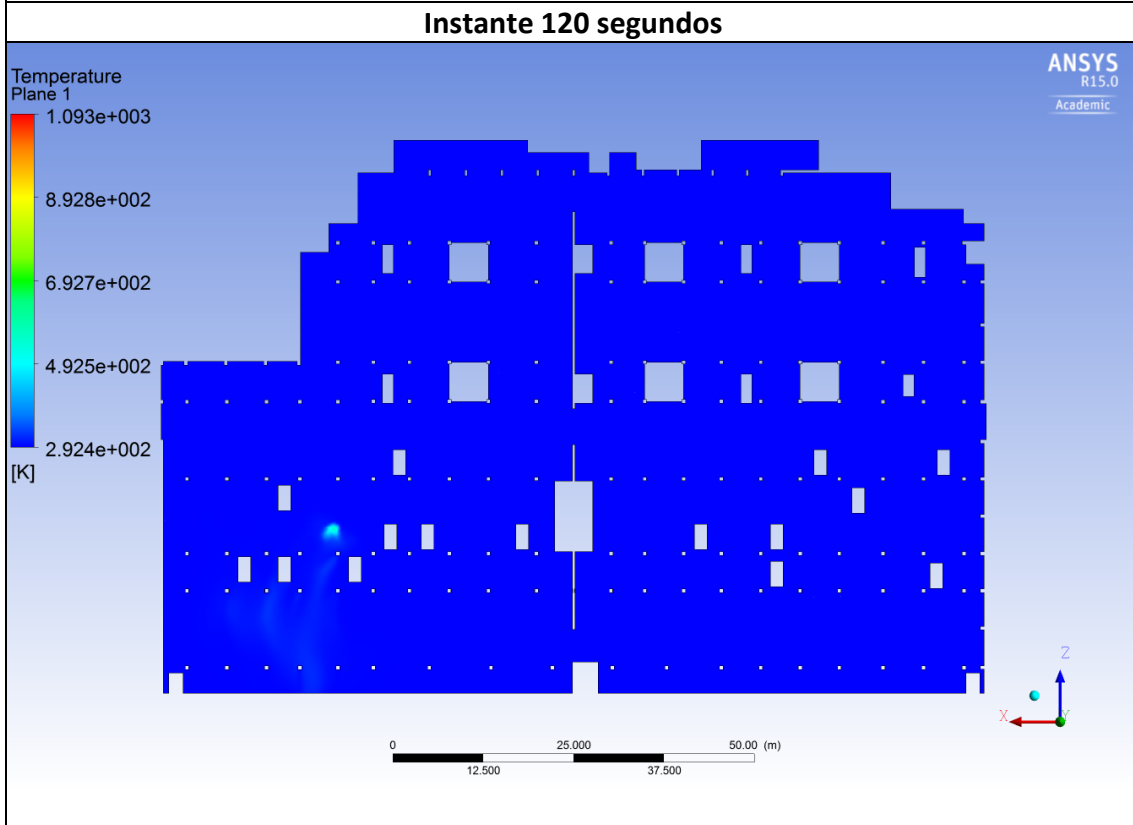 Instante 120 segundos
ANSYS
R15.0
Academic
Temperature
Plane 1
1.093e+003
8.928e+002
6.927e+002
4.925e+002
2.924e+002
[K]
Z
X
Y
0 25.000 50.00 (m)
12.500 37.500